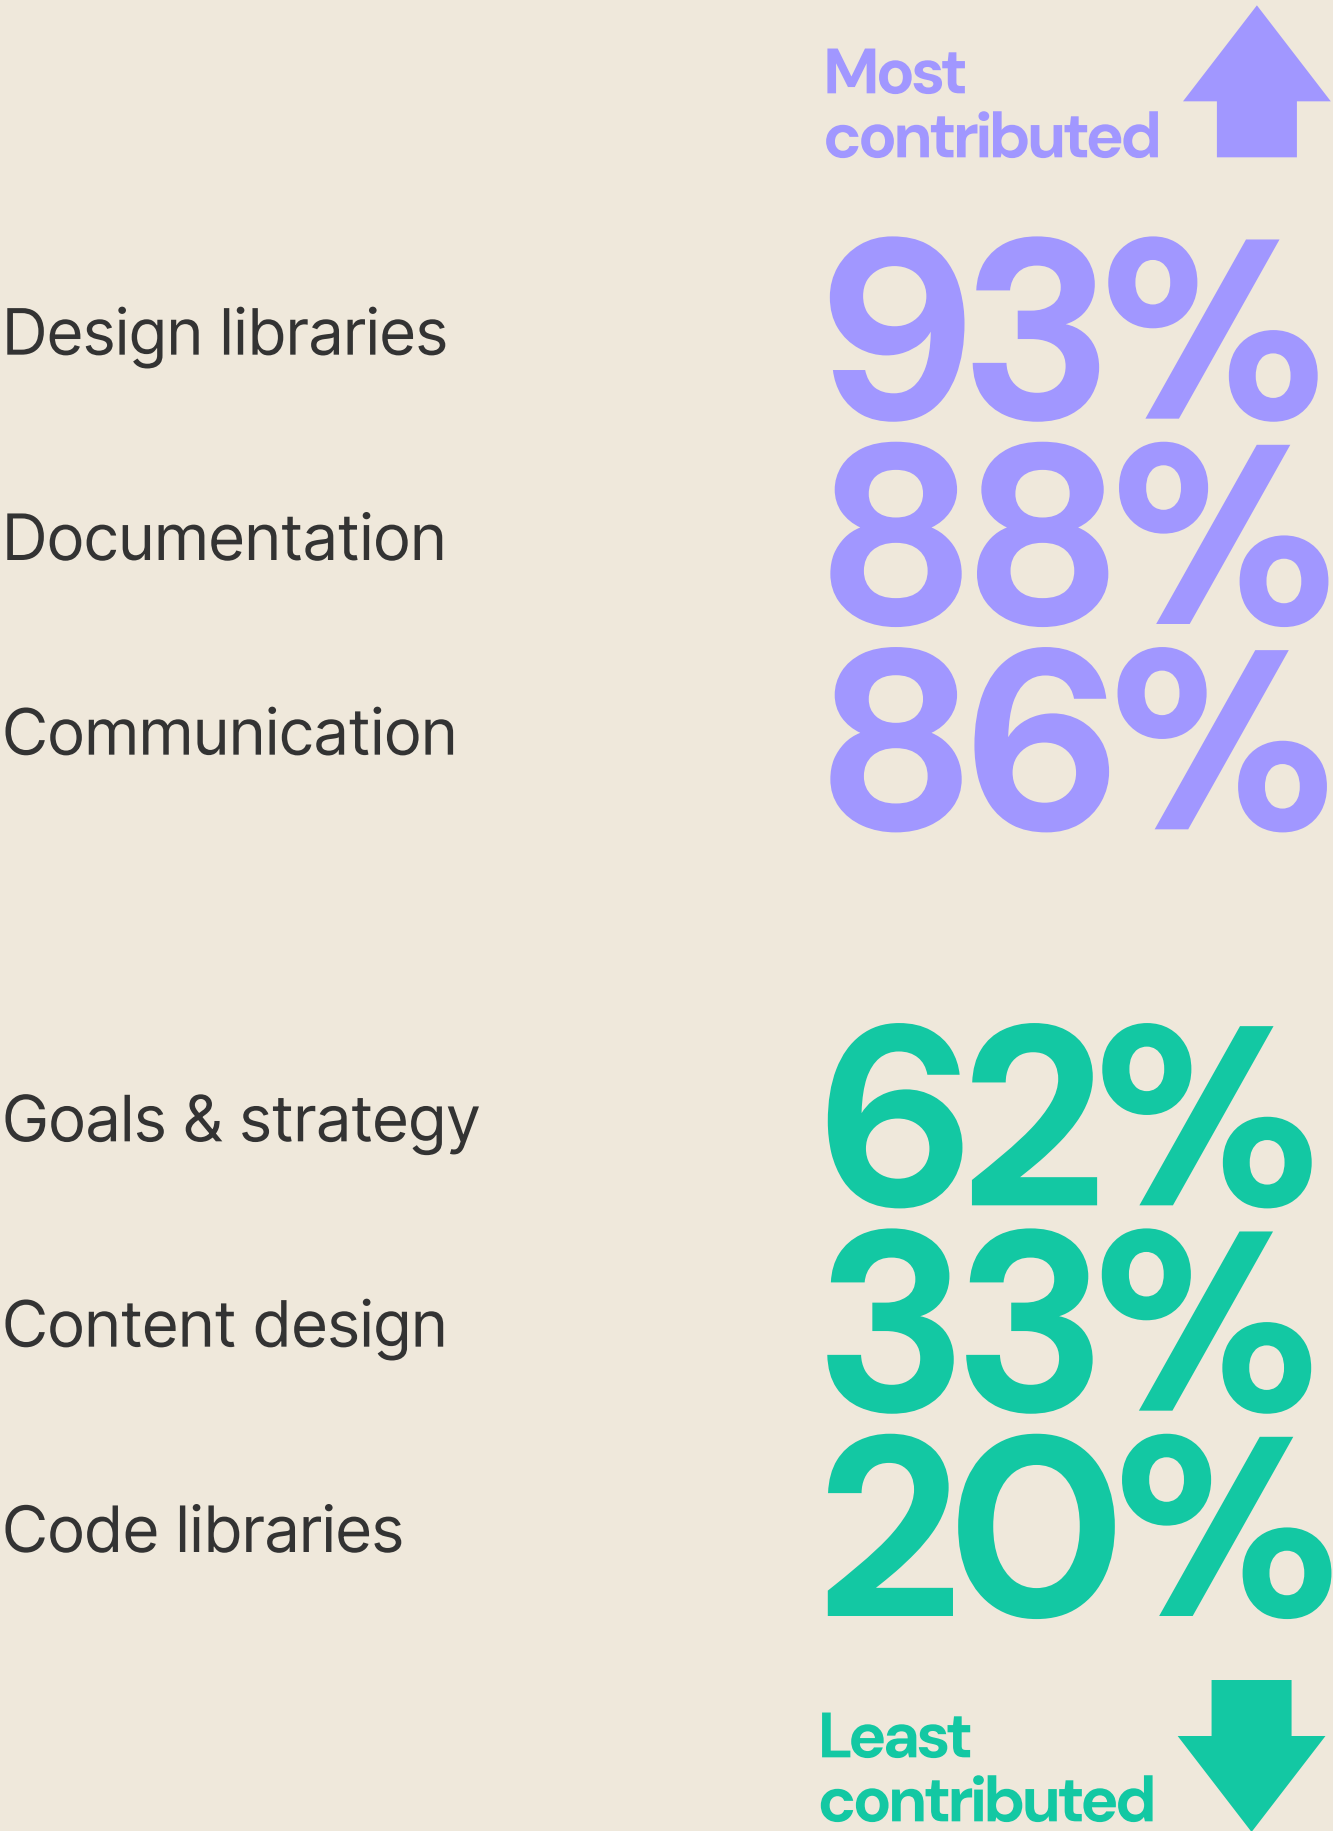 Most
contributed
Design libraries 93%
Documentation 88%
Communication 86%
Goals & strategy 62%
Content design 33%
Code libraries 20%
Least
contributed